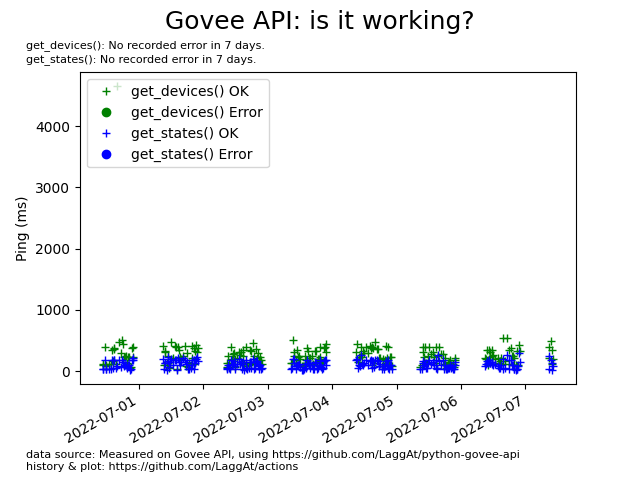 Govee API: is it working?
get_devices(): No recorded error in 7 days.
get_states(): No recorded error in 7 days.
get_devices() OK
get_devices() Error
get_states() OK
get_states() Error
Ping (ms)
4000
3000
2000
1000
0
2022-07-01
2022-07-02
2022-07-03
2022-07-04
2022-07-05
2022-07-06
2022-07-07
data source: Measured on Govee API, using https://github.com/LaggAt/python-govee-api
history & plot: https://github.com/LaggAt/actions